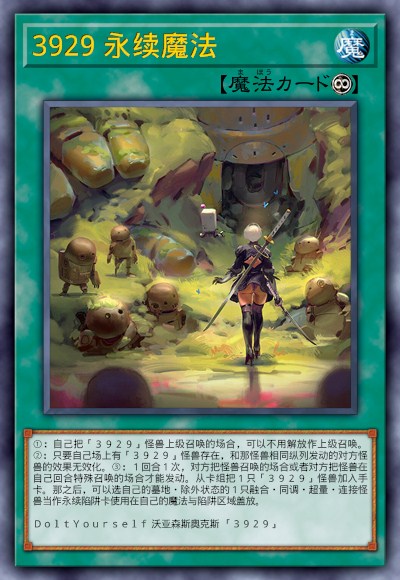 3929 永续魔法
魔
【魔法カード】
まほう
①：自己把「3929」怪兽上级召唤的场合，可以不用解放作上级召唤。
②：只要自己场上有「3929」怪兽存在，和那怪兽相同纵列发动的对方怪
兽的效果无效化。③：1回合1次，对方把怪兽召唤的场合或者对方把怪兽在
自己回合特殊召唤的场合才能发动。从卡组把1只「3929」怪兽加入手
卡。那之后，可以选自己的墓地·除外状态的1只融合·同调·超量·连接怪
兽当作永续陷阱卡使用在自己的魔法与陷阱区域盖放。
DoItYourself 沃亚森斯奥克斯「3929」